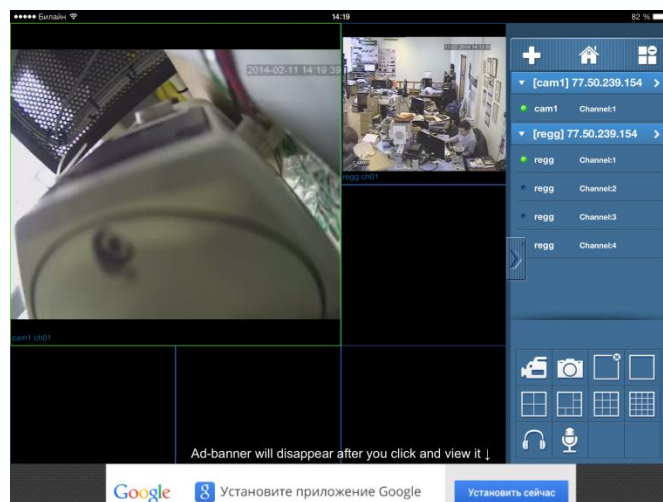 Билайн 14:19 82 %
2014-02-11 14:19:39
[cam1] 77.50.239.154
cam1 Channel:1
[regg] 77.50.239.154
regg Channel:1
regg Channel:2
regg Channel:3
regg Channel:4
regg ch01
cam1 ch01
Ad-banner will disappear after you click and view it ↓
Google 8 Установите приложение Google Установить сейчас